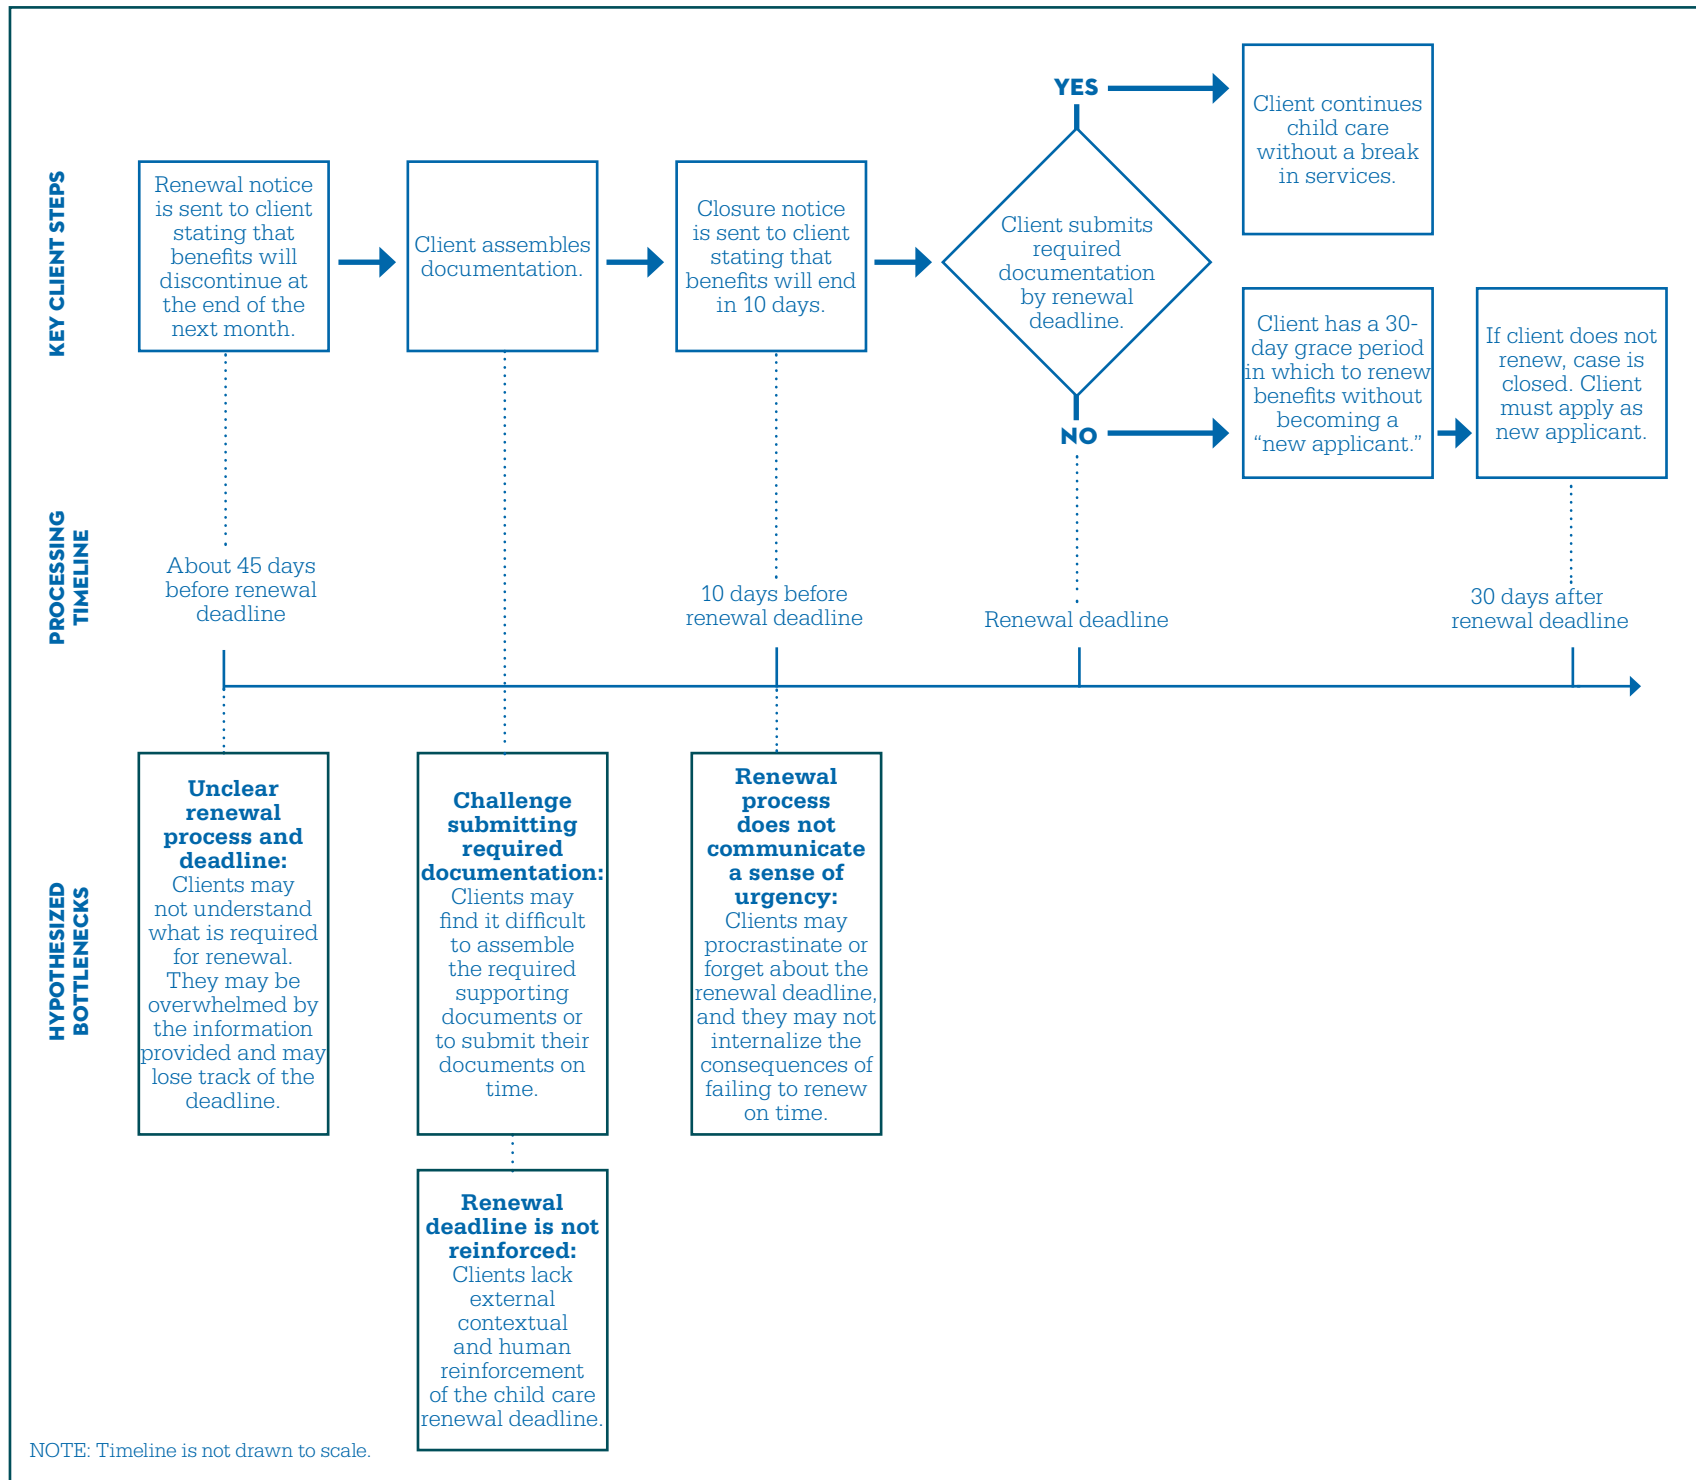 KEY CLIENT STEPS
Renewal notice
is sent to client
stating that
benefits will
discontinue at
the end of the
next month.
Client assembles
documentation.
Closure notice
is sent to client
stating that
benefits will end
in 10 days.
Client submits
required
documentation
by renewal
deadline.
YES
Client continues
child care
without a break
in services.
NO
Client has a 30-
day grace period
in which to renew
benefits without
becoming a
“new applicant.”
If client does not
renew, case is
closed. Client
must apply as
new applicant.
PROCESSING
TIMELINE
About 45 days
before renewal
deadline
10 days before
renewal deadline
Renewal deadline
30 days after
renewal deadline
HYPOTHESIZED
BOTTLENECKS
Unclear
renewal
process and
deadline:
Clients may
not understand
what is required
for renewal.
They may be
overwhelmed by
the information
provided and may
lose track of the
deadline.
Challenge
submitting
required
documentation:
Clients may
find it difficult
to assemble
the required
supporting
documents or
to submit their
documents on
time.
Renewal
process
does not
communicate
a sense of
urgency:
Clients may
procrastinate or
forget about the
renewal deadline,
and they may not
internalize the
consequences of
failing to renew
on time.
Renewal
deadline is not
reinforced:
Clients lack
external
contextual
and human
reinforcement
of the child care
renewal deadline.
NOTE: Timeline is not drawn to scale.